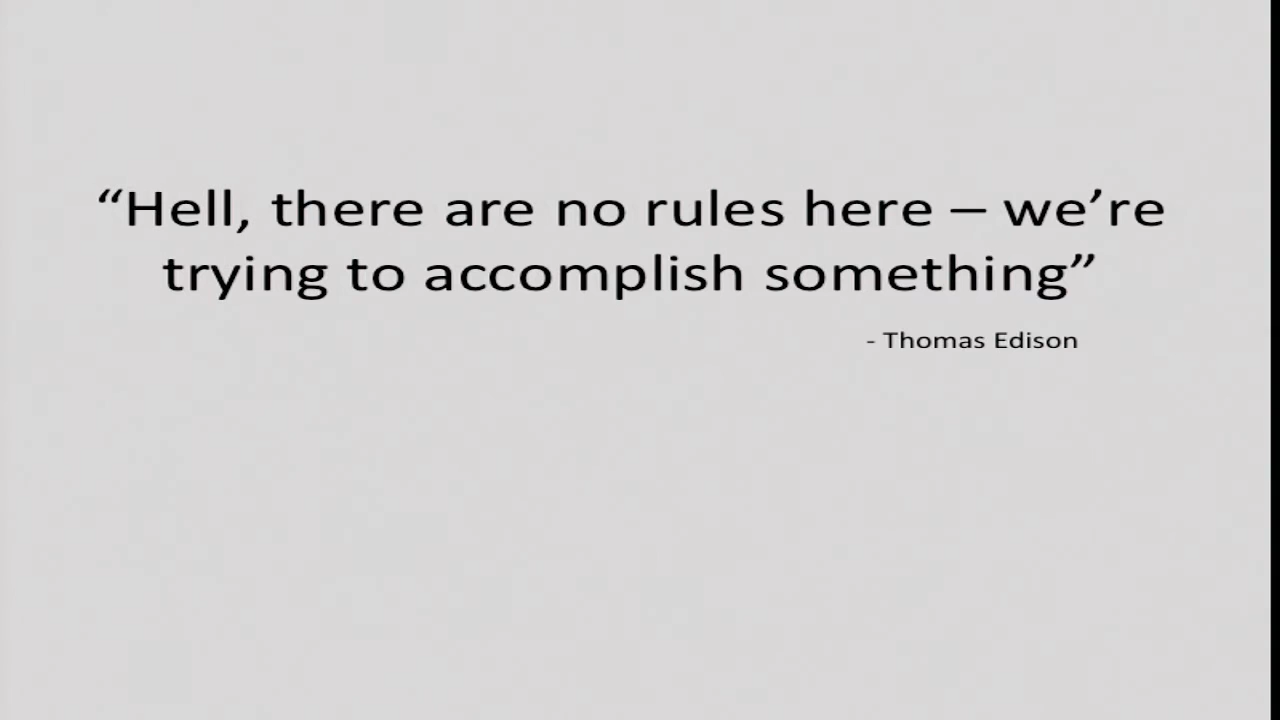 “Hell, there are no rules here – we’re
trying to accomplish something”
- Thomas Edison